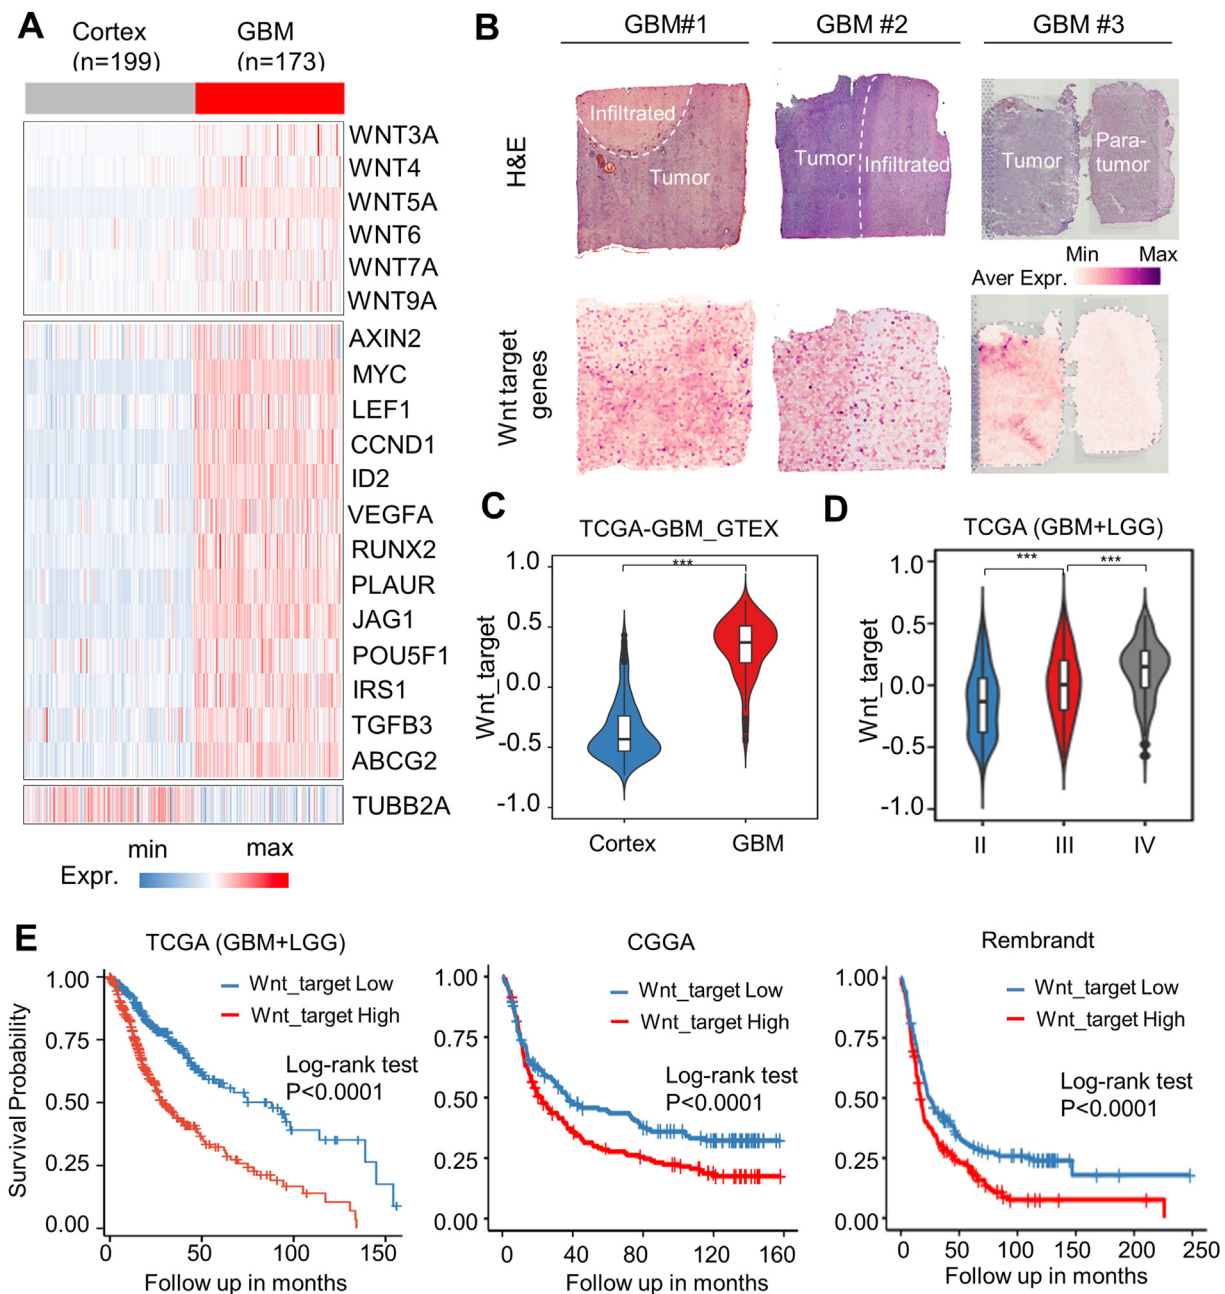 A
Cortex
(n=199)
GBM
(n=173)
WNT3A
WNT4
WNT5A
WNT6
WNT7A
WNT9A
AXIN2
MYC
LEF1
CCND1
ID2
VEGFA
RUNX2
PLAUR
JAG1
POU5F1
IRS1
TGFB3
ABCG2
TUBB2A
min max
Expr.
B
GBM#1 GBM #2 GBM #3
H&E
Infiltrated
Tumor
Tumor
Infiltrated
Tumor
Para-
tumor
Min Max
Aver Expr.
Wnt target
genes
C
TCGA-GBM_GTEX
Wnt_target
1.0
0.5
0.0
-0.5
-1.0
***
Cortex GBM
D
TCGA (GBM+LGG)
Wnt_target
1.0
0.5
0.0
-0.5
-1.0
*** ***
II III IV
E
TCGA (GBM+LGG)
Survival Probability
1.00
0.75
0.50
0.25
0.00
Wnt_target Low
Wnt_target High
Log-rank test
P<0.0001
0 50 100 150
Follow up in months
CGGA
1.00
0.75
0.50
0.25
0.00
Wnt_target Low
Wnt_target High
Log-rank test
P<0.0001
0 40 80 120 160
Follow up in months
Rembrandt
1.00
0.75
0.50
0.25
0.00
Wnt_target Low
Wnt_target High
Log-rank test
P<0.0001
0 50 100 150 200 250
Follow up in months